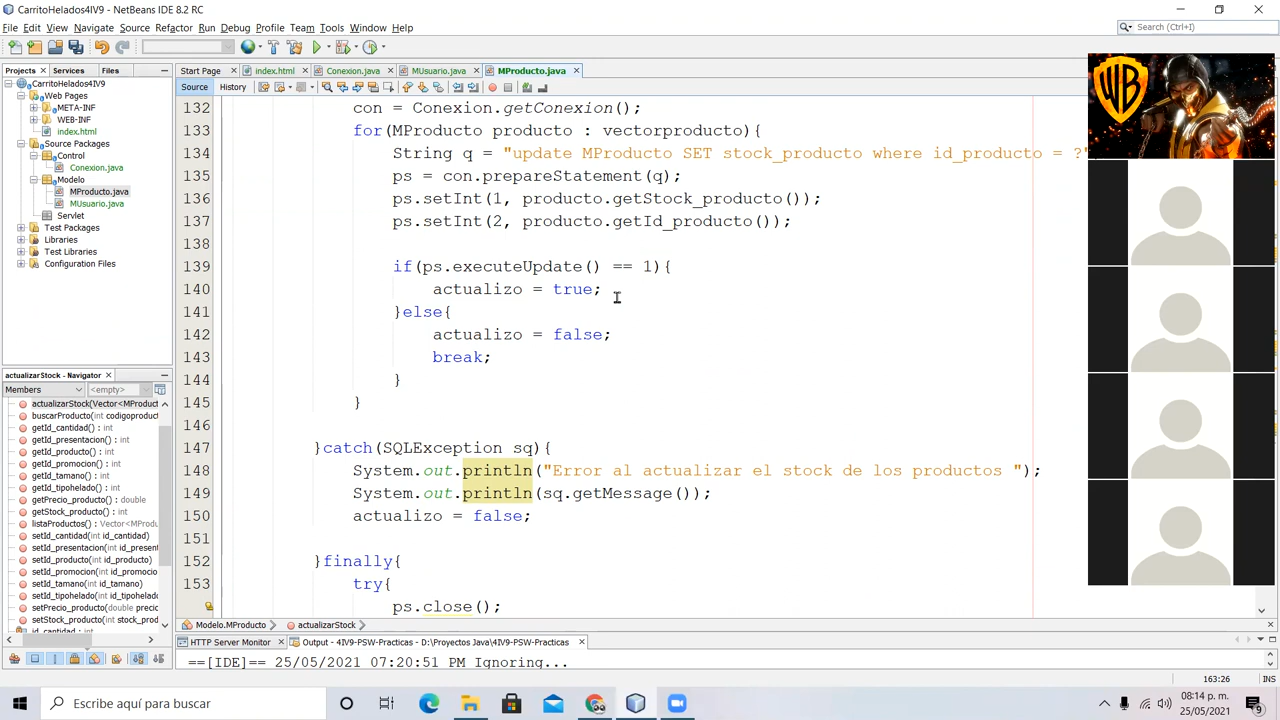 CarritoHelados4IV9 - NetBeans IDE 8.2 RC
File Edit View Navigate Source Refactor Run Debug Profile Team Tools Window Help
Search (Ctrl+I)
Projects Services Files
Start Page index.html Conexion.java MUsuario.java MProducto.java
Source History
CarritoHelados4IV9
Web Pages
META-INF
WEB-INF
index.html
Source Packages
Control
Conexion.java
Modelo
MProducto.java
MUsuario.java
Servlet
Test Packages
Libraries
Test Libraries
Configuration Files
132 con = Conexion.getConexion();
133 for(MProducto producto : vectorproducto){
134 String q = "update MProducto SET stock_producto where id_producto = ?"
135 ps = con.prepareStatement(q);
136 ps.setInt(1, producto.getStock_producto());
137 ps.setInt(2, producto.getId_producto());
138
139 if(ps.executeUpdate() == 1){
140 actualizo = true;
141 }else{
142 actualizo = false;
143 break;
144 }
145 }
146
147 }catch(SQLException sq){
148 System.out.println("Error al actualizar el stock de los productos ");
149 System.out.println(sq.getMessage());
150 actualizo = false;
151
152 }finally{
153 try{
ps.close();
actualizarStock - Navigator
Members <empty>
actualizarStock(Vector<MProduct
buscarProducto(int codigoproduct
getId_cantidad() : int
getId_presentacion() : int
getId_producto() : int
getId_promocion() : int
getId_tamano() : int
getId_tipohelado() : int
getPrecio_producto() : double
getStock_producto() : int
listaProductos() : Vector<MProdu
setId_cantidad(int id_cantidad)
setId_presentacion(int id_present
setId_producto(int id_producto)
setId_promocion(int id_promocion
setId_tamano(int id_tamano)
setId_tipohelado(int id_tipohelado
setPrecio_producto(double precio
setStock_producto(int stock_produ
id_cantidad : int
Modelo.MProducto actualizarStock
HTTP Server Monitor Output - 4IV9-PSW-Practicas - D:\Proyectos Java\4IV9-PSW-Practicas
==[IDE]== 25/05/2021 07:20:51 PM Ignoring...
163:26 INS
Escribe aquí para buscar
08:14 p. m.
25/05/2021
9
WB